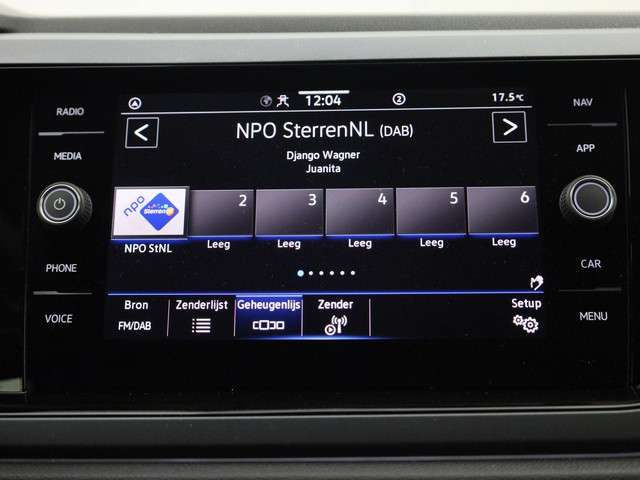 RADIO
MEDIA
PHONE
VOICE
12:04
2
17.5°C
NPO SterrenNL (DAB)
Django Wagner
Juanita
npo
Sterren
NPO StNL
2
Leeg
3
Leeg
4
Leeg
5
Leeg
6
Leeg
Bron
FM/DAB
Zenderlijst
Geheugenlijs
Zender
Setup
NAV
APP
CAR
MENU